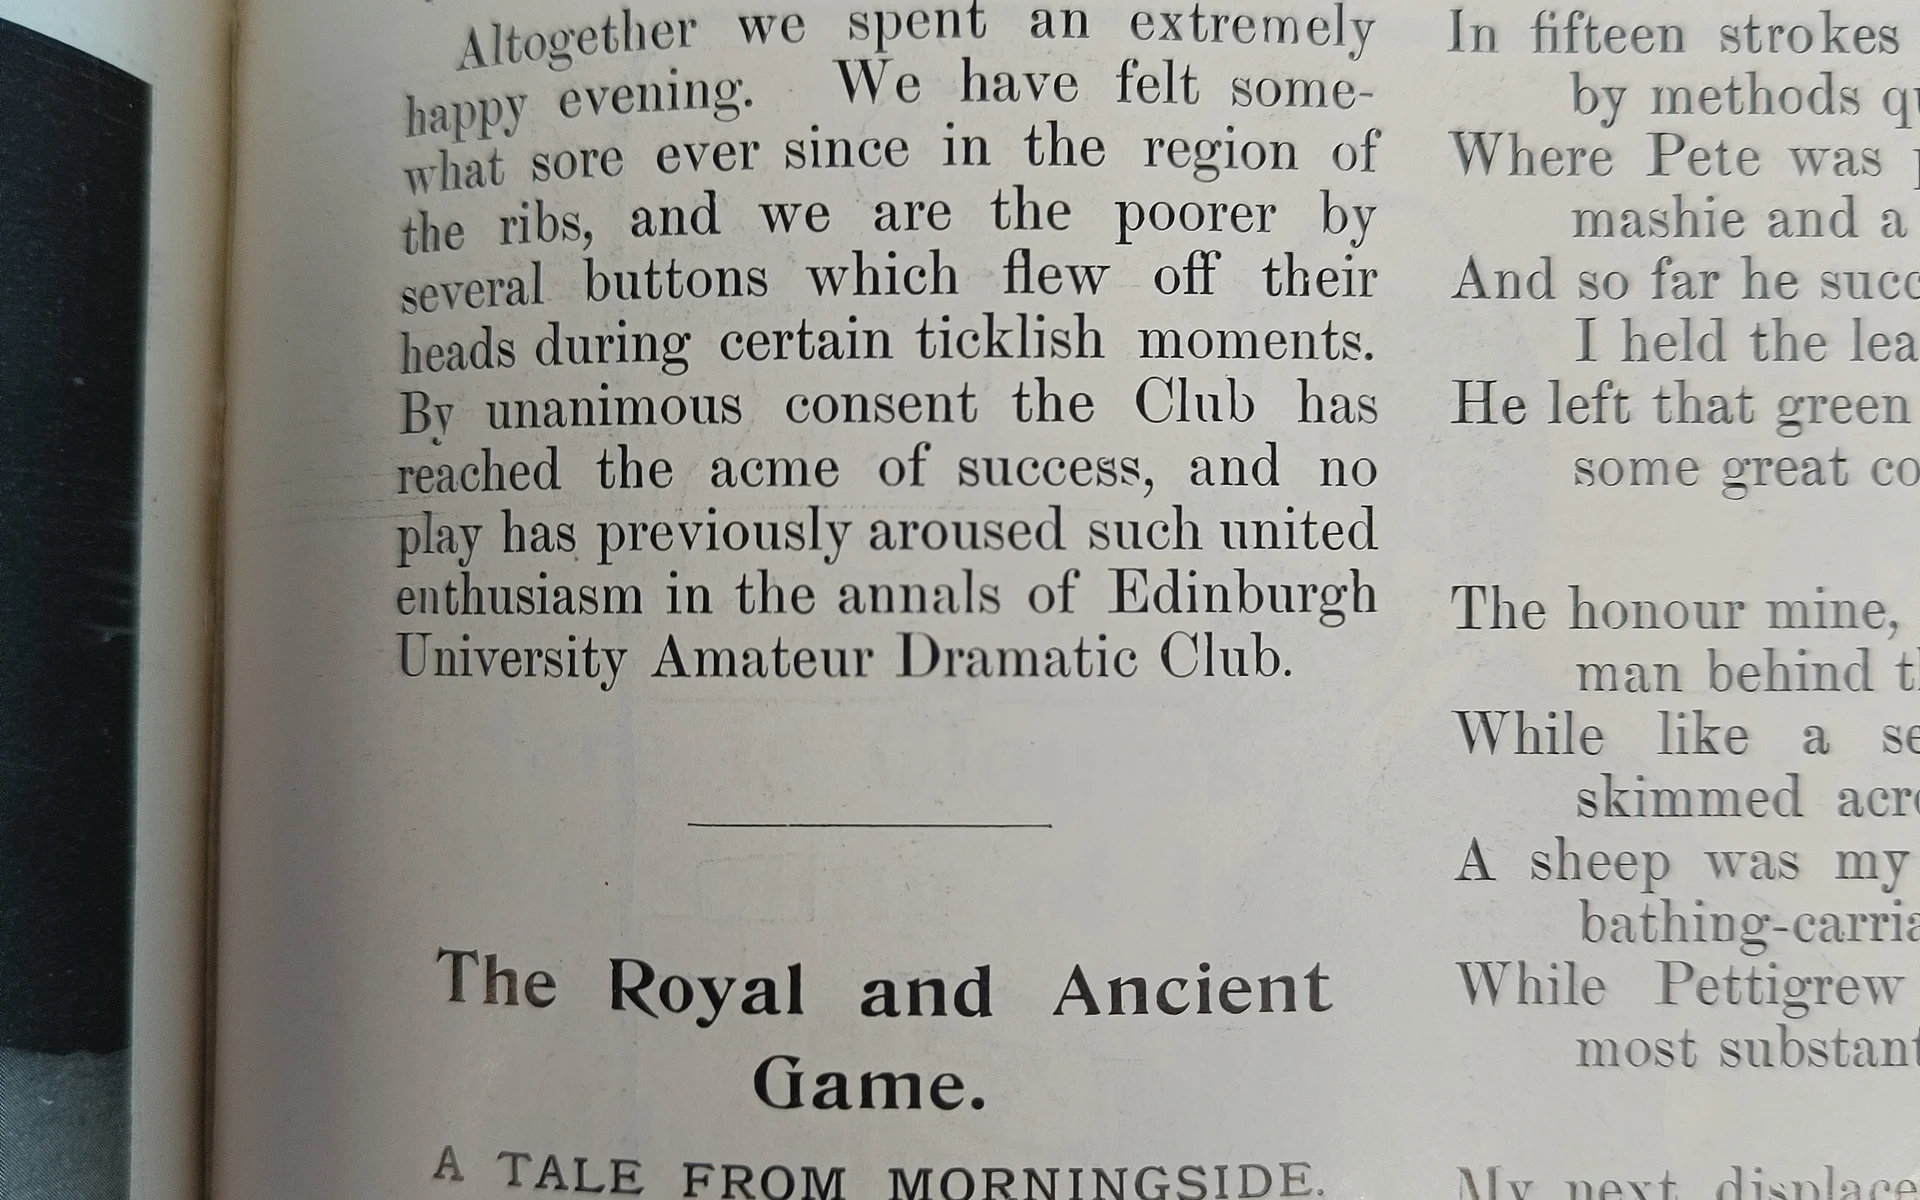 Altogether we spent an extremely
happy evening. We have felt some-
what sore ever since in the region of
the ribs, and we are the poorer by
several buttons which flew off their
heads during certain ticklish moments.
By unanimous consent the Club has
reached the acme of success, and no
play has previously aroused such united
enthusiasm in the annals of Edinburgh
University Amateur Dramatic Club.
The Royal and Ancient
Game.
A TALE FROM MORNINGSIDE.
In fifteen strokes
by methods
Where Pete was
mashie and a
And so far he
I held the
He left that green
some great
The honour mine,
man behind
While like a
skimmed
A sheep was my
While Pettigrew
most
My next